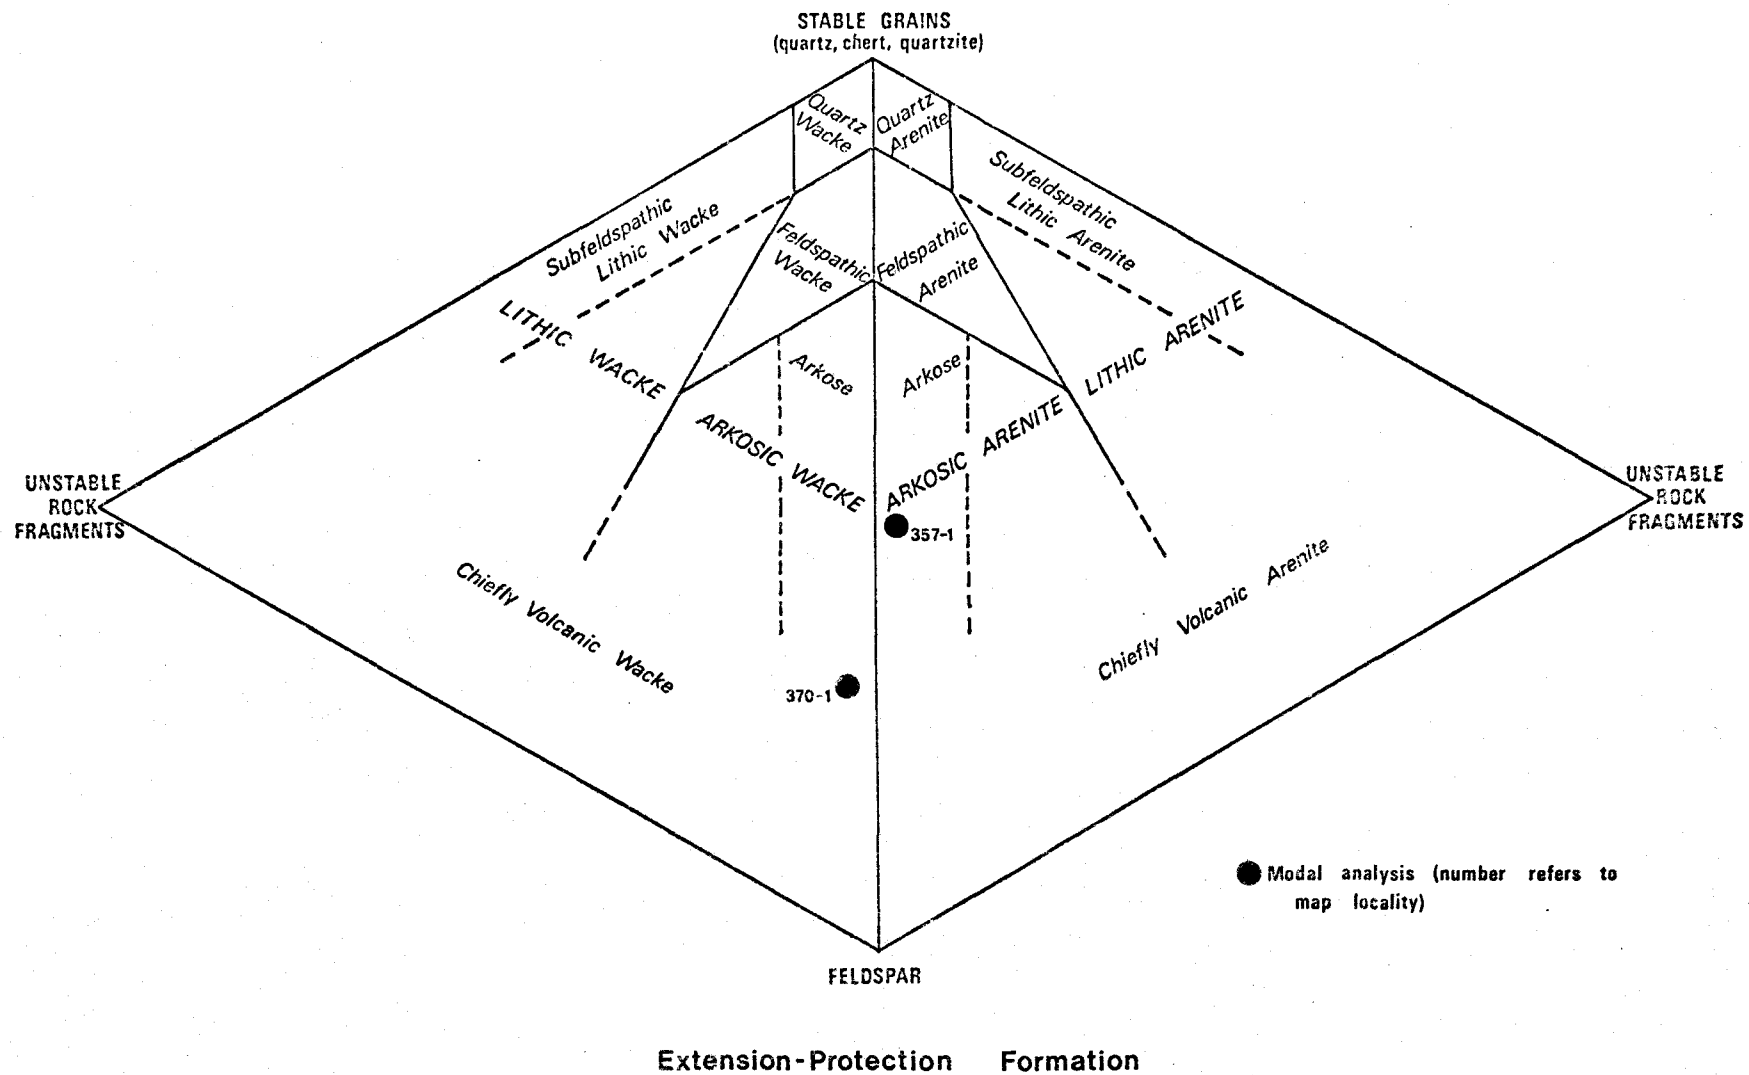 STABLE GRAINS
(quartz, chert, quartzite)
Quartz
Wacke
Quartz
Arenite
Subfeldspathic
Lithic Wacke
Subfeldspathic
Lithic Arenite
Feldspathic
Wacke
Feldspathic
Arenite
LITHIC WACKE
LITHIC ARENITE
Arkose
Arkose
ARKOSIC WACKE
ARKOSIC ARENITE
UNSTABLE
ROCK
FRAGMENTS
UNSTABLE
ROCK
FRAGMENTS
357-1
Chiefly Volcanic Wacke
Chiefly Volcanic Arenite
370-1
Modal analysis (number refers to
map locality)
FELDSPAR
Extension-Protection Formation